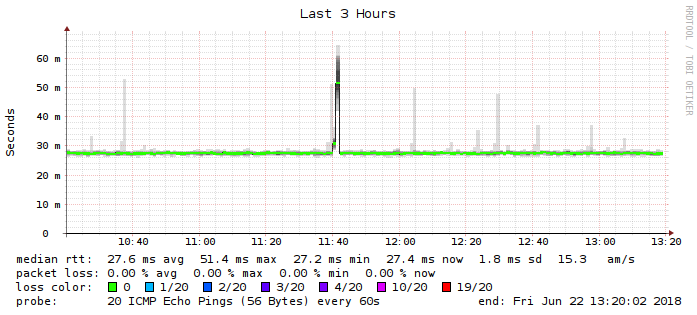 Last 3 Hours
RRDTOOL / TOBI OETIKER
Seconds
60 m
50 m
40 m
30 m
20 m
10 m
0
10:40 11:00 11:20 11:40 12:00 12:20 12:40 13:00 13:20
median rtt: 27.6 ms avg 51.4 ms max 27.2 ms min 27.4 ms now 1.8 ms sd 15.3 am/s
packet loss: 0.00 % avg 0.00 % max 0.00 % min 0.00 % now
loss color: 0 1/20 2/20 3/20 4/20 10/20 19/20
probe: 20 ICMP Echo Pings (56 Bytes) every 60s end: Fri Jun 22 13:20:02 2018